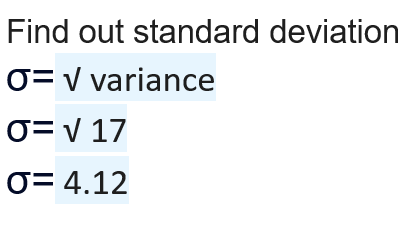 Find out standard deviation
σ= √ variance
σ= √ 17
σ= 4.12